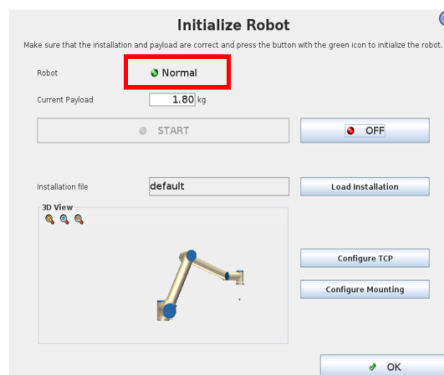 Initialize Robot
Make sure that the installation and payload are correct and press the button with the green icon to initialize the robot.
Robot
Normal
Current Payload
1.80 kg
START
OFF
Installation file
default
Load Installation
3D View
Configure TCP
Configure Mounting
OK